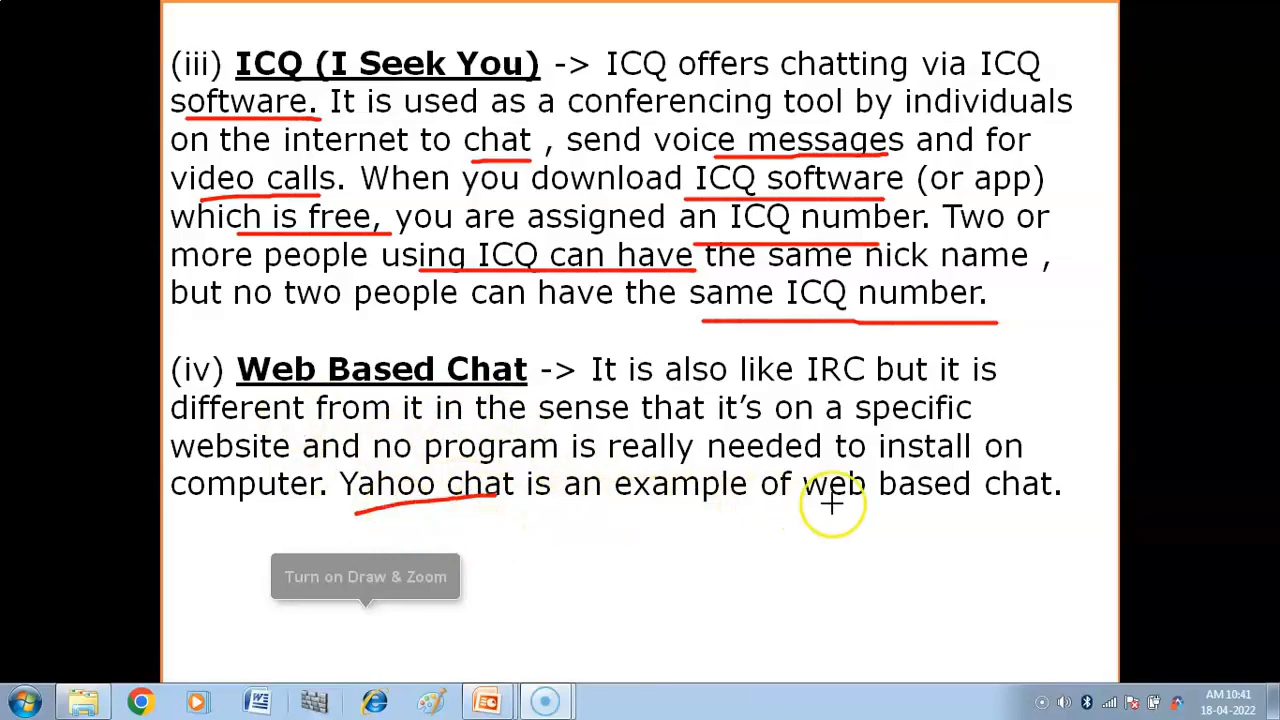 (iii) ICQ (I Seek You) -> ICQ offers chatting via ICQ
software. It is used as a conferencing tool by individuals
on the internet to chat , send voice messages and for
video calls. When you download ICQ software (or app)
which is free, you are assigned an ICQ number. Two or
more people using ICQ can have the same nick name ,
but no two people can have the same ICQ number.
(iv) Web Based Chat -> It is also like IRC but it is
different from it in the sense that it’s on a specific
website and no program is really needed to install on
computer. Yahoo chat is an example of web based chat.
Turn on Draw & Zoom
AM 10:41
18-04-2022